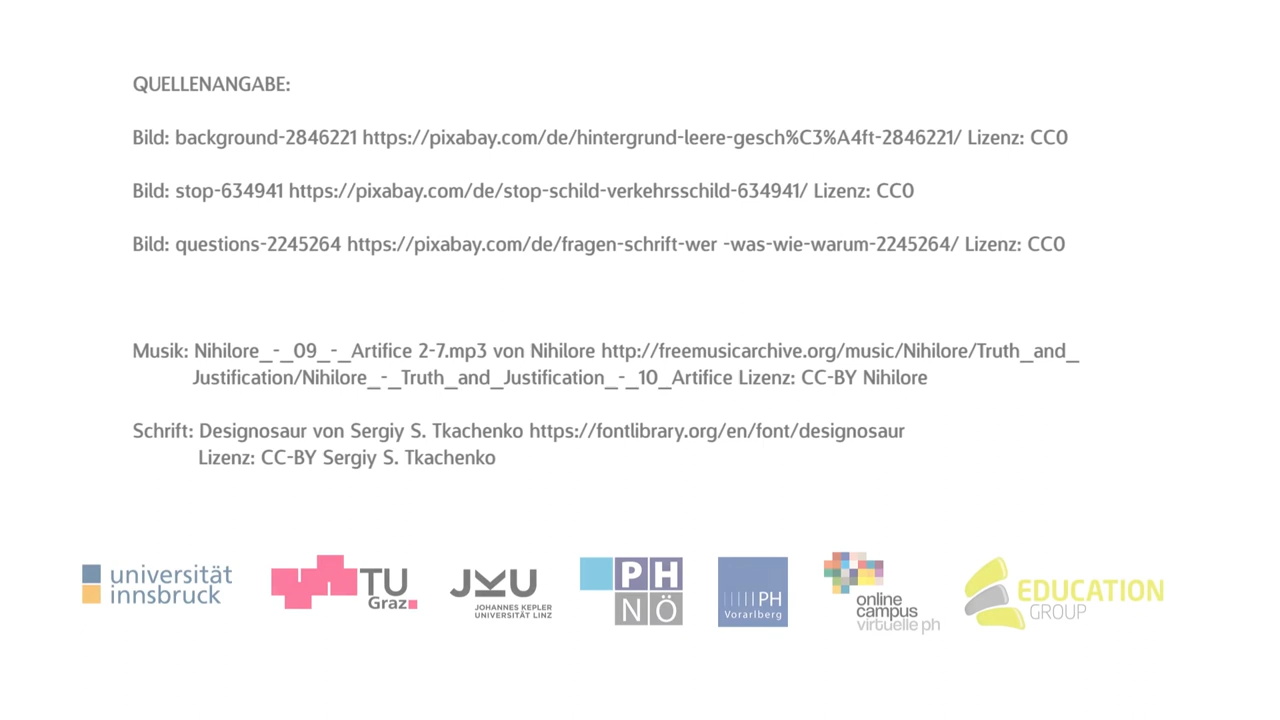 QUELLENANGABE:
Bild: background-2846221 https://pixabay.com/de/hintergrund-leere-gesch%C3%A4ft-2846221/ Lizenz: CC0
Bild: stop-634941 https://pixabay.com/de/stop-schild-verkehrsschild-634941/ Lizenz: CC0
Bild: questions-2245264 https://pixabay.com/de/fragen-schrift-wer -was-wie-warum-2245264/ Lizenz: CC0
Musik: Nihilore_-_09_-_Artifice 2-7.mp3 von Nihilore http://freemusicarchive.org/music/Nihilore/Truth_and_
Justification/Nihilore_-_Truth_and_Justification_-_10_Artifice Lizenz: CC-BY Nihilore
Schrift: Designosaur von Sergiy S. Tkachenko https://fontlibrary.org/en/font/designosaur
Lizenz: CC-BY Sergiy S. Tkachenko
universität
innsbruck
TU
Graz
JKU
JOHANNES KEPLER
UNIVERSITÄT LINZ
PH
NÖ
PH
Vorarlberg
online
campus
virtuelle ph
EDUCATION
GROUP